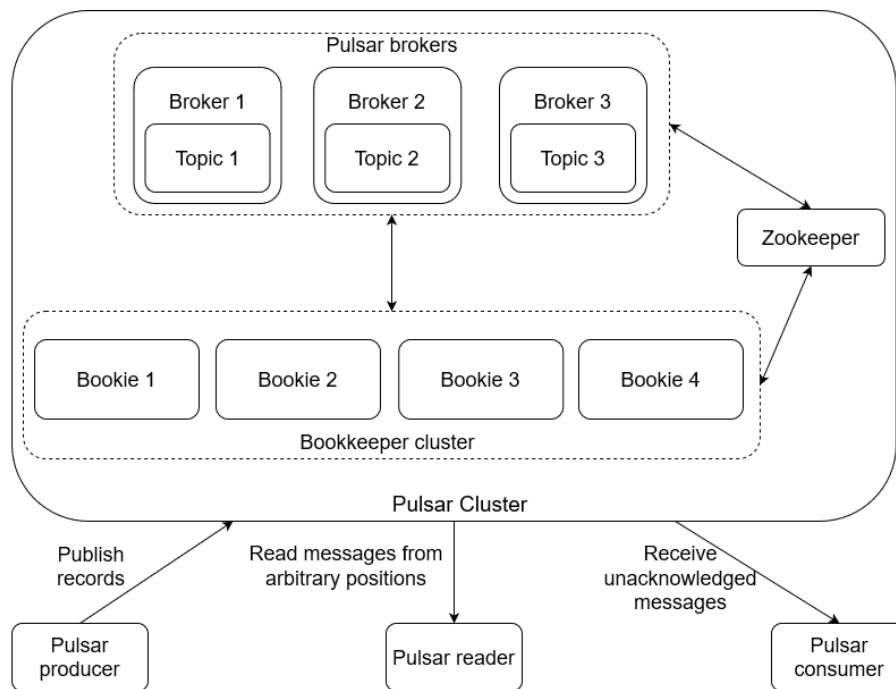 Pulsar brokers
Broker 1
Broker 2
Broker 3
Topic 1
Topic 2
Topic 3
Zookeeper
Bookie 1
Bookie 2
Bookie 3
Bookie 4
Bookkeeper cluster
Pulsar Cluster
Publish
records
Read messages from
arbitrary positions
Receive
unacknowledged
messages
Pulsar
producer
Pulsar reader
Pulsar
consumer